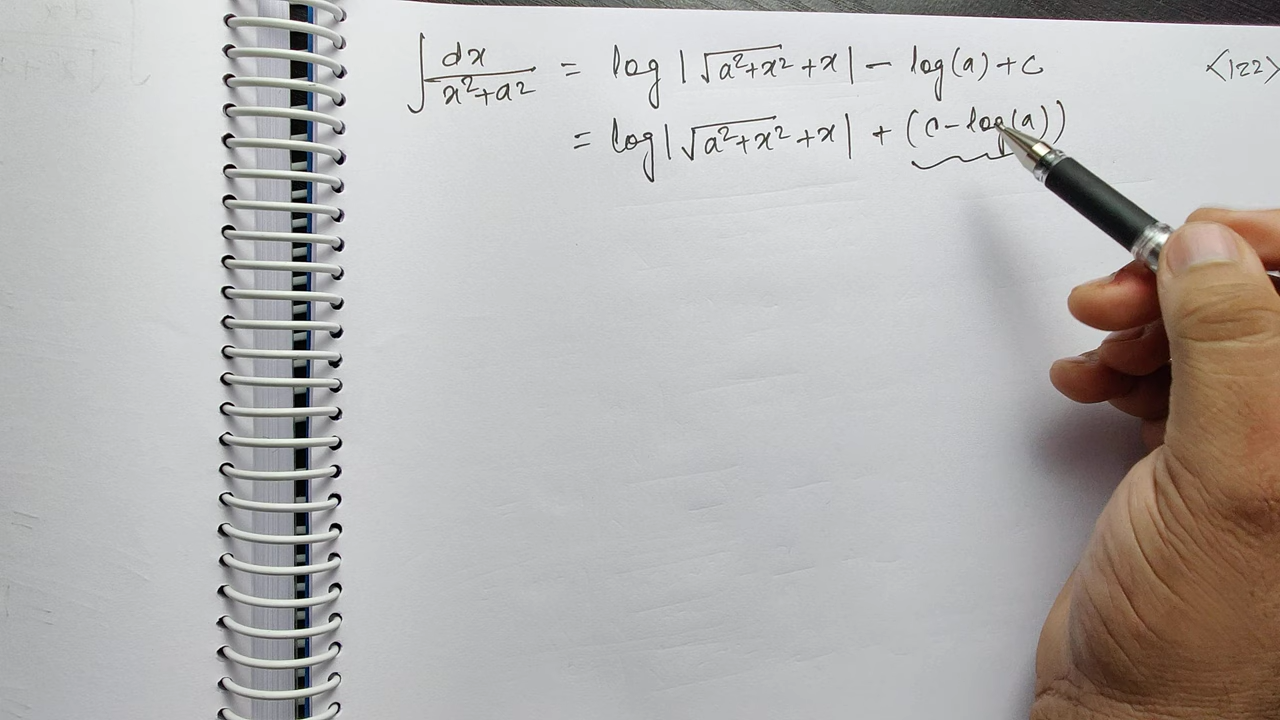 ∫ dx/(x²+a²) = log|√(a²+x²) + x| - log(a) + c <122>
= log|√(a²+x²) + x| + (c - log(a))